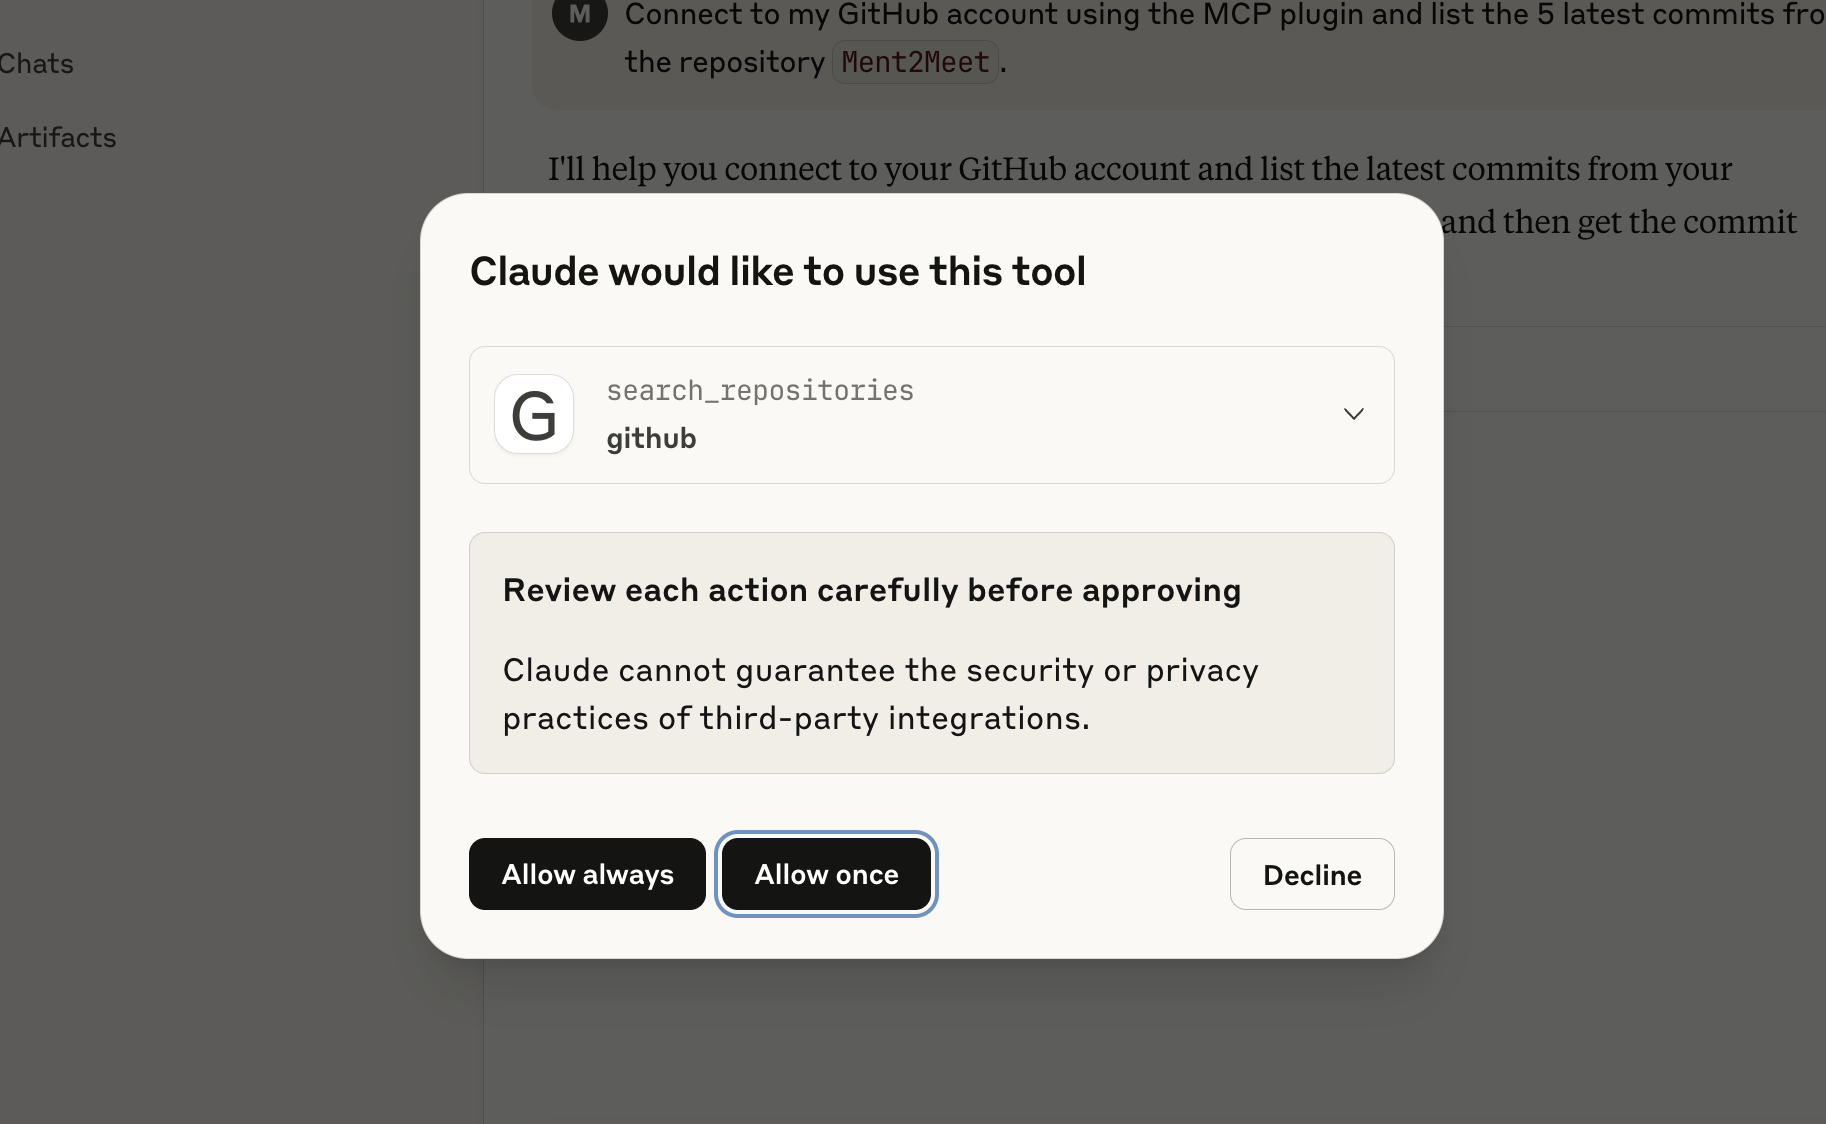 M
Connect to my GitHub account using the MCP plugin and list the 5 latest commits fro
the repository Ment2Meet.
Chats
Artifacts
I'll help you connect to your GitHub account and list the latest commits from your
and then get the commit
Claude would like to use this tool
G
search_repositories
github
Review each action carefully before approving
Claude cannot guarantee the security or privacy
practices of third-party integrations.
Allow always
Allow once
Decline